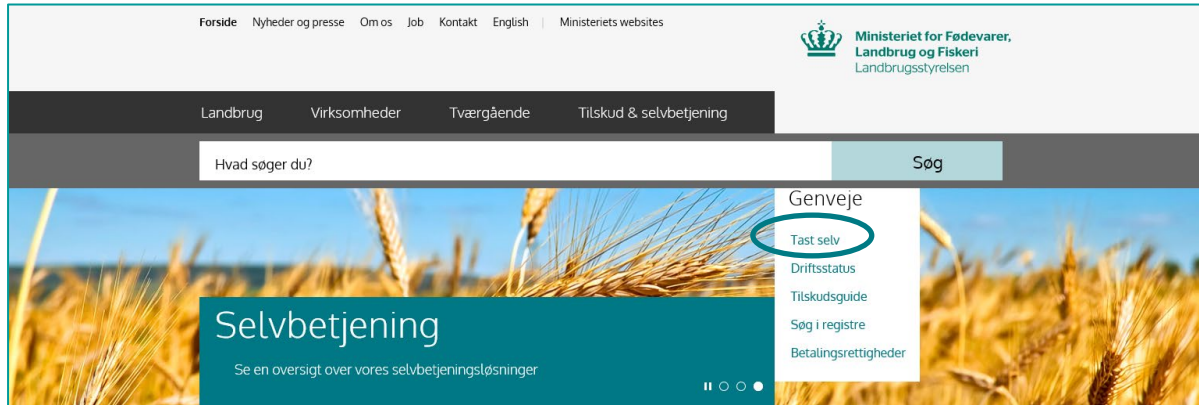 Forside Nyheder og presse Om os Job Kontakt English | Ministeriets websites
Ministeriet for Fødevarer,
Landbrug og Fiskeri
Landbrugsstyrelsen
Landbrug Virksomheder Tværgående Tilskud & selvbetjening
Hvad søger du? Søg
Genveje
Tast selv
Driftsstatus
Tilskudsguide
Søg i registre
Betalingsrettigheder
Selvbetjening
Se en oversigt over vores selvbetjeningsløsninger